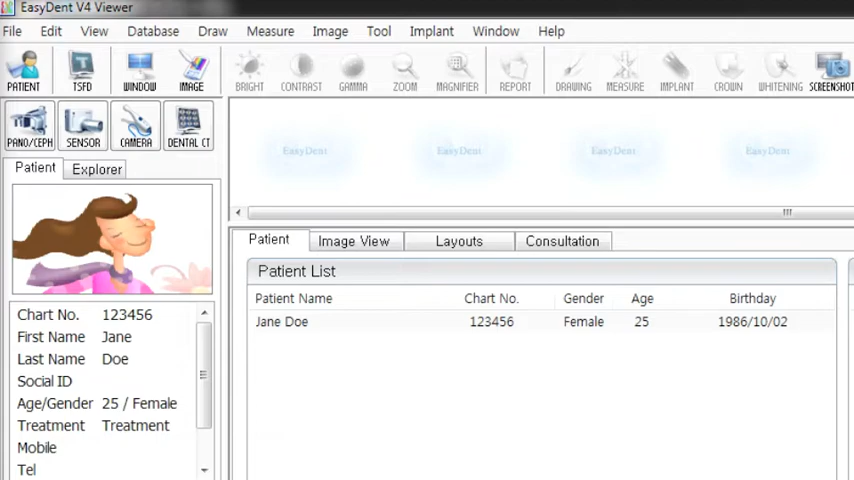 EasyDent V4 Viewer
File Edit View Database Draw Measure Image Tool Implant Window Help
PATIENT TSFD WINDOW IMAGE BRIGHT CONTRAST GAMMA ZOOM MAGNIFIER REPORT DRAWING MEASURE IMPLANT CROWN WHITENING SCREENSHOT
PANO/CEPH SENSOR CAMERA DENTAL CT
EasyDent EasyDent EasyDent EasyDent
Patient Explorer
Patient Image View Layouts Consultation
Patient List
Patient Name Chart No. Gender Age Birthday
Jane Doe 123456 Female 25 1986/10/02
Chart No. 123456
First Name Jane
Last Name Doe
Social ID
Age/Gender 25 / Female
Treatment Treatment
Mobile
Tel